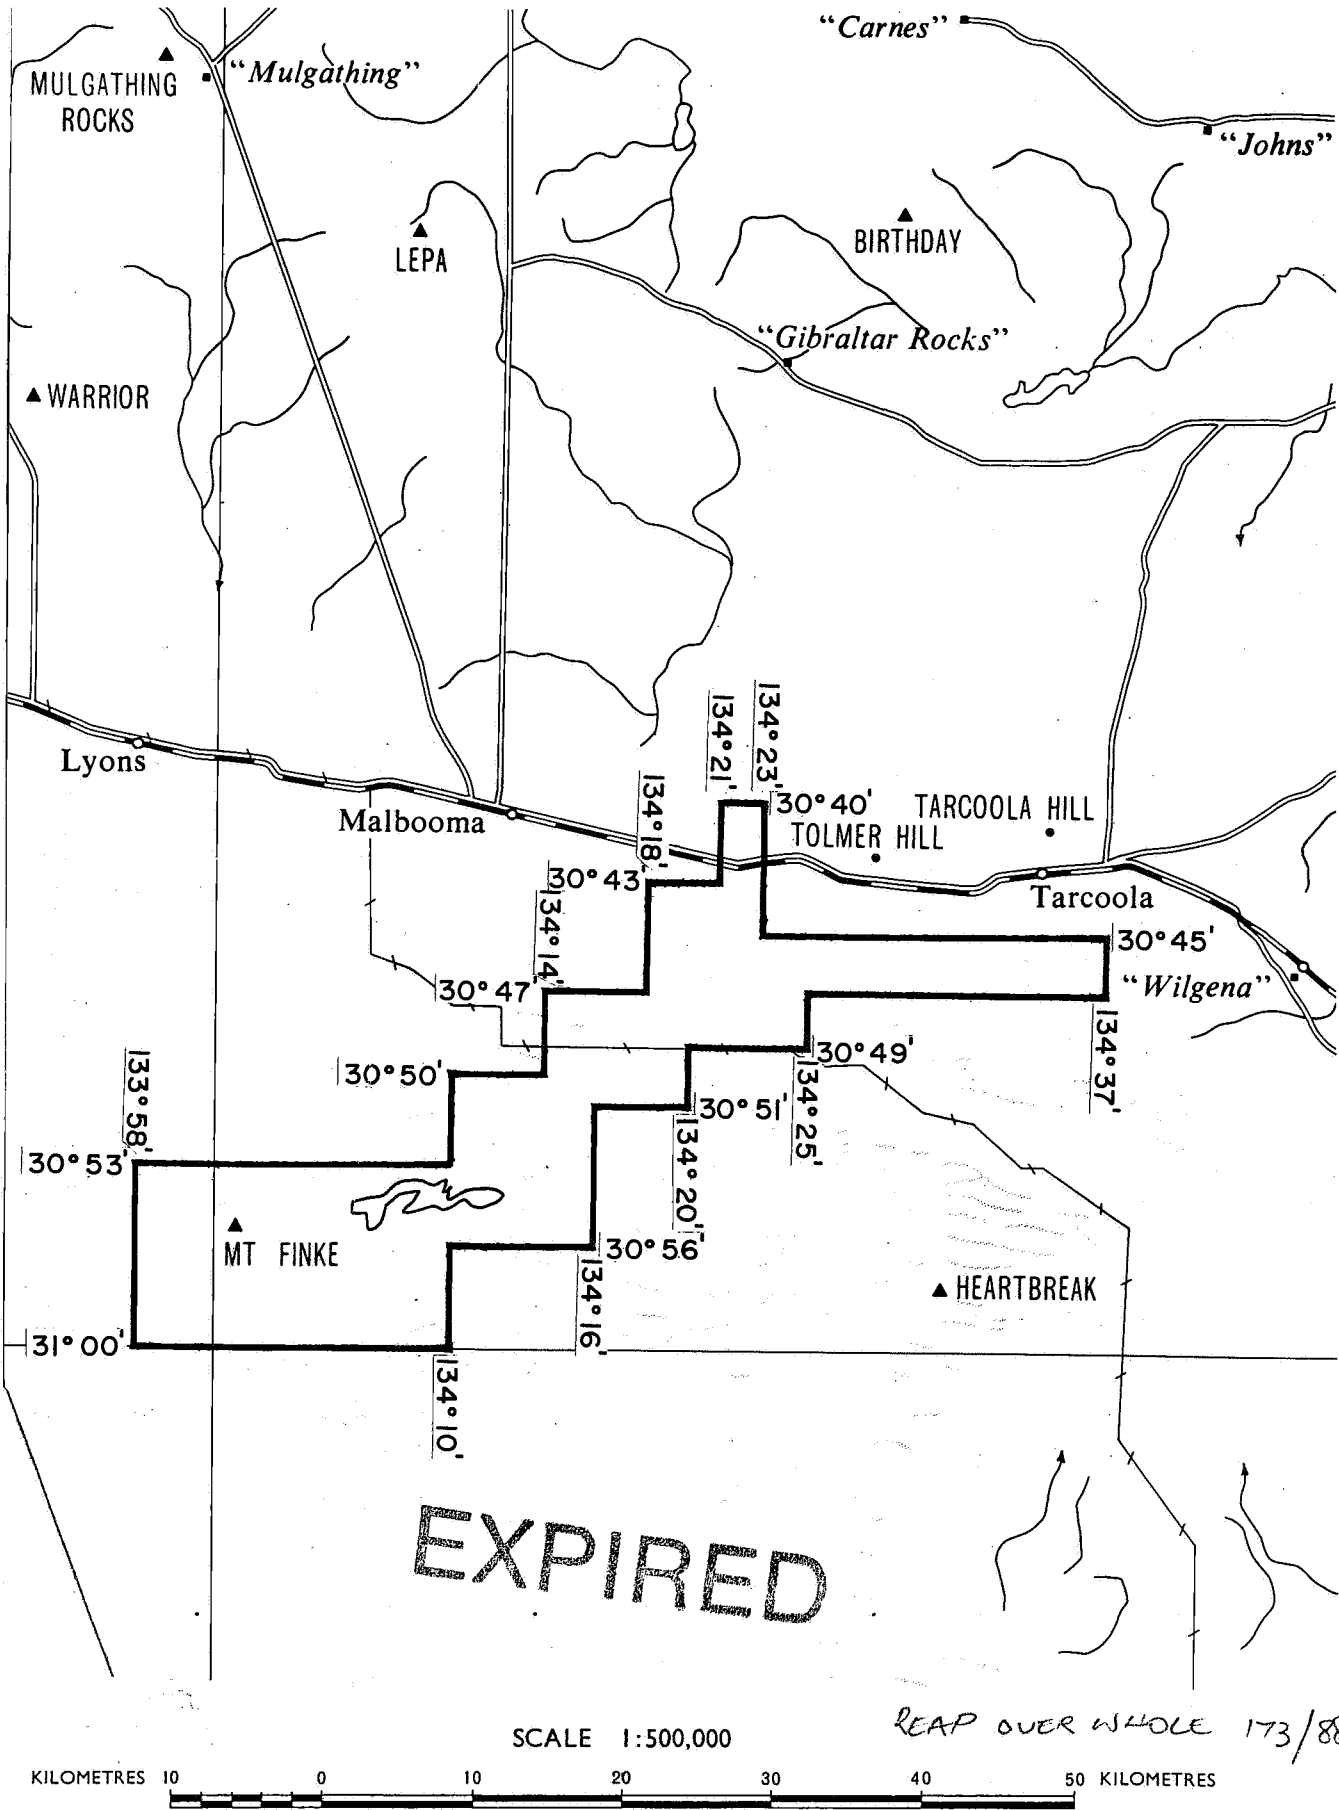 "Carnes"
"Mulgathing"
MULGATHING
ROCKS
"Johns"
BIRTHDAY
LEPA
"Gibraltar Rocks"
WARRIOR
134°21'
134°23'
Lyons
134°18'
30°40'
TARCOOLA HILL
Malbooma
TOLMER HILL
30°43'
Tarcoola
134°14'
30°45'
30°47'
"Wilgena"
134°37'
30°49'
133°58'
30°50'
134°25'
30°51'
134°20'
30°53'
MT FINKE
30°56'
134°16'
HEARTBREAK
31°00'
134°10'
EXPIRED
REAP OVER WHOLE 173/88
SCALE 1:500,000
KILOMETRES 10 0 10 20 30 40 50 KILOMETRES